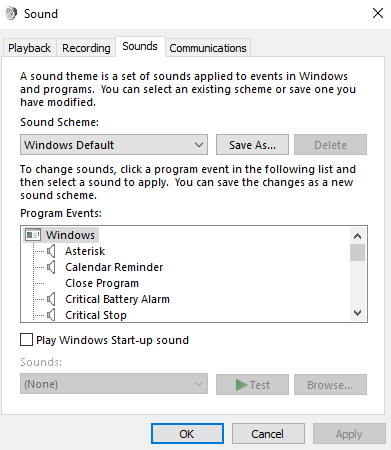 Sound
Playback Recording Sounds Communications
A sound theme is a set of sounds applied to events in Windows
and programs. You can select an existing scheme or save one you
have modified.
Sound Scheme:
Windows Default Save As... Delete
To change sounds, click a program event in the following list and
then select a sound to apply. You can save the changes as a new
sound scheme.
Program Events:
Windows
Asterisk
Calendar Reminder
Close Program
Critical Battery Alarm
Critical Stop
Play Windows Start-up sound
Sounds:
(None) Test Browse...
OK Cancel Apply